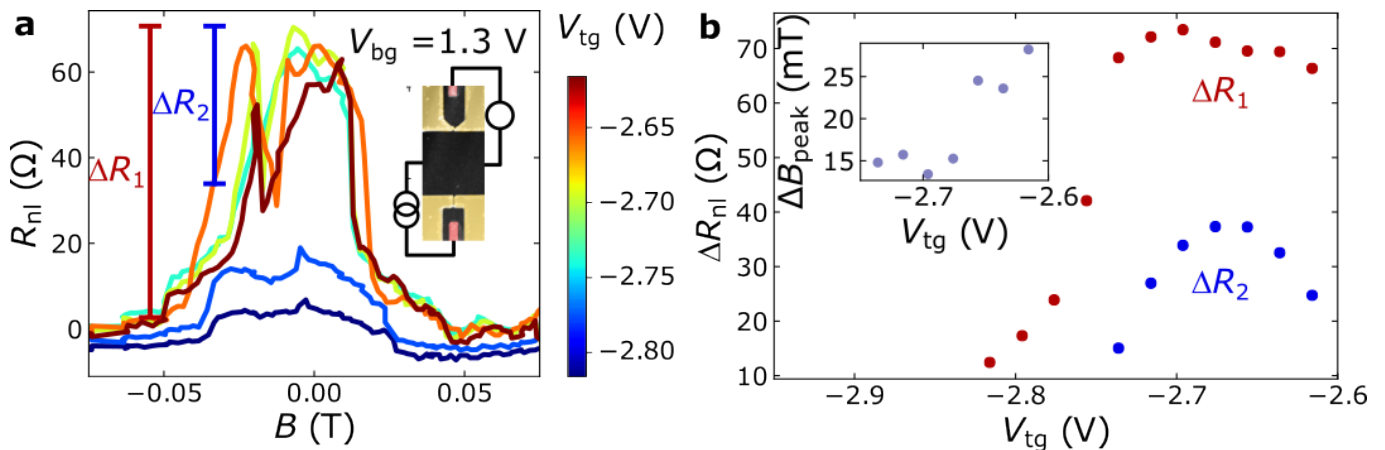 a
V_bg = 1.3 V
V_tg (V)
ΔR_1
ΔR_2
R_nl (Ω)
60
40
20
0
−0.05
0.00
0.05
B (T)
−2.65
−2.70
−2.75
−2.80
b
ΔR_nl (Ω)
70
60
50
40
30
20
10
ΔB_peak (mT)
25
20
15
−2.7
−2.6
V_tg (V)
ΔR_1
ΔR_2
−2.9
−2.8
−2.7
−2.6
V_tg (V)